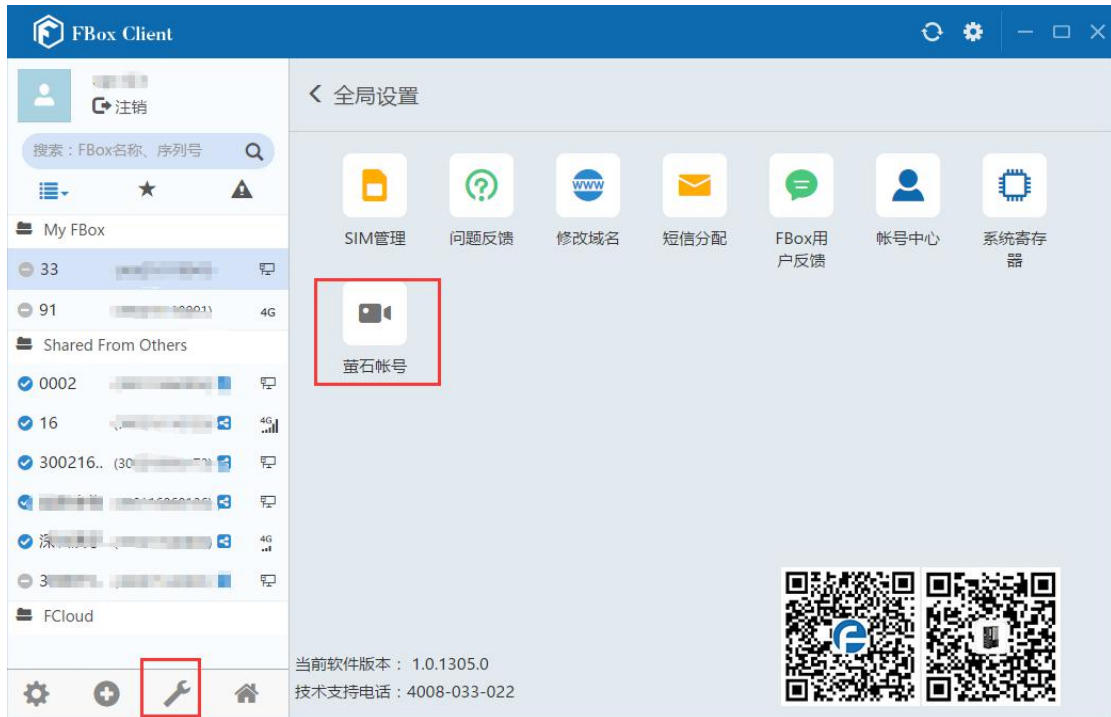 FBox Client
注销
搜索：FBox名称、序列号
My FBox
33
91
4G
Shared From Others
0002
16
4G
300216.. (30
深
4G
3
FCloud
全局设置
SIM管理
问题反馈
www
修改域名
短信分配
FBox用
户反馈
帐号中心
系统寄存
器
萤石帐号
当前软件版本： 1.0.1305.0
技术支持电话：4008-033-022